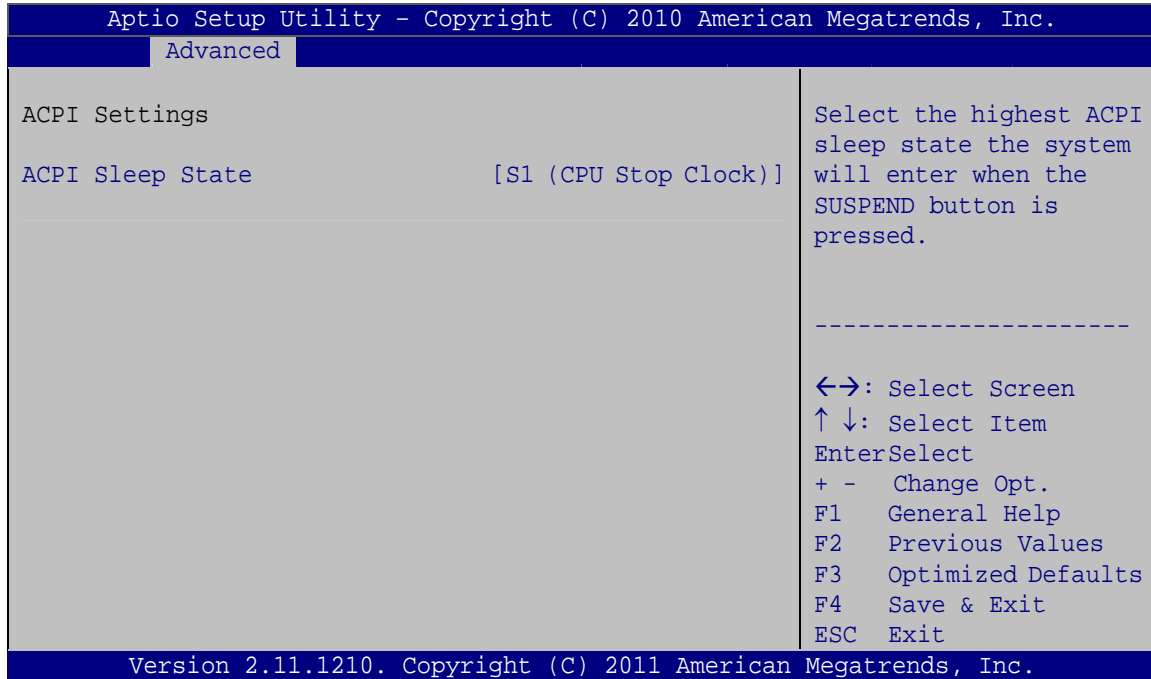 Aptio Setup Utility – Copyright (C) 2010 American Megatrends, Inc.
Advanced
ACPI Settings
ACPI Sleep State [S1 (CPU Stop Clock)]
Select the highest ACPI
sleep state the system
will enter when the
SUSPEND button is
pressed.
----------------------
←→: Select Screen
↑ ↓: Select Item
EnterSelect
+ - Change Opt.
F1 General Help
F2 Previous Values
F3 Optimized Defaults
F4 Save & Exit
ESC Exit
Version 2.11.1210. Copyright (C) 2011 American Megatrends, Inc.